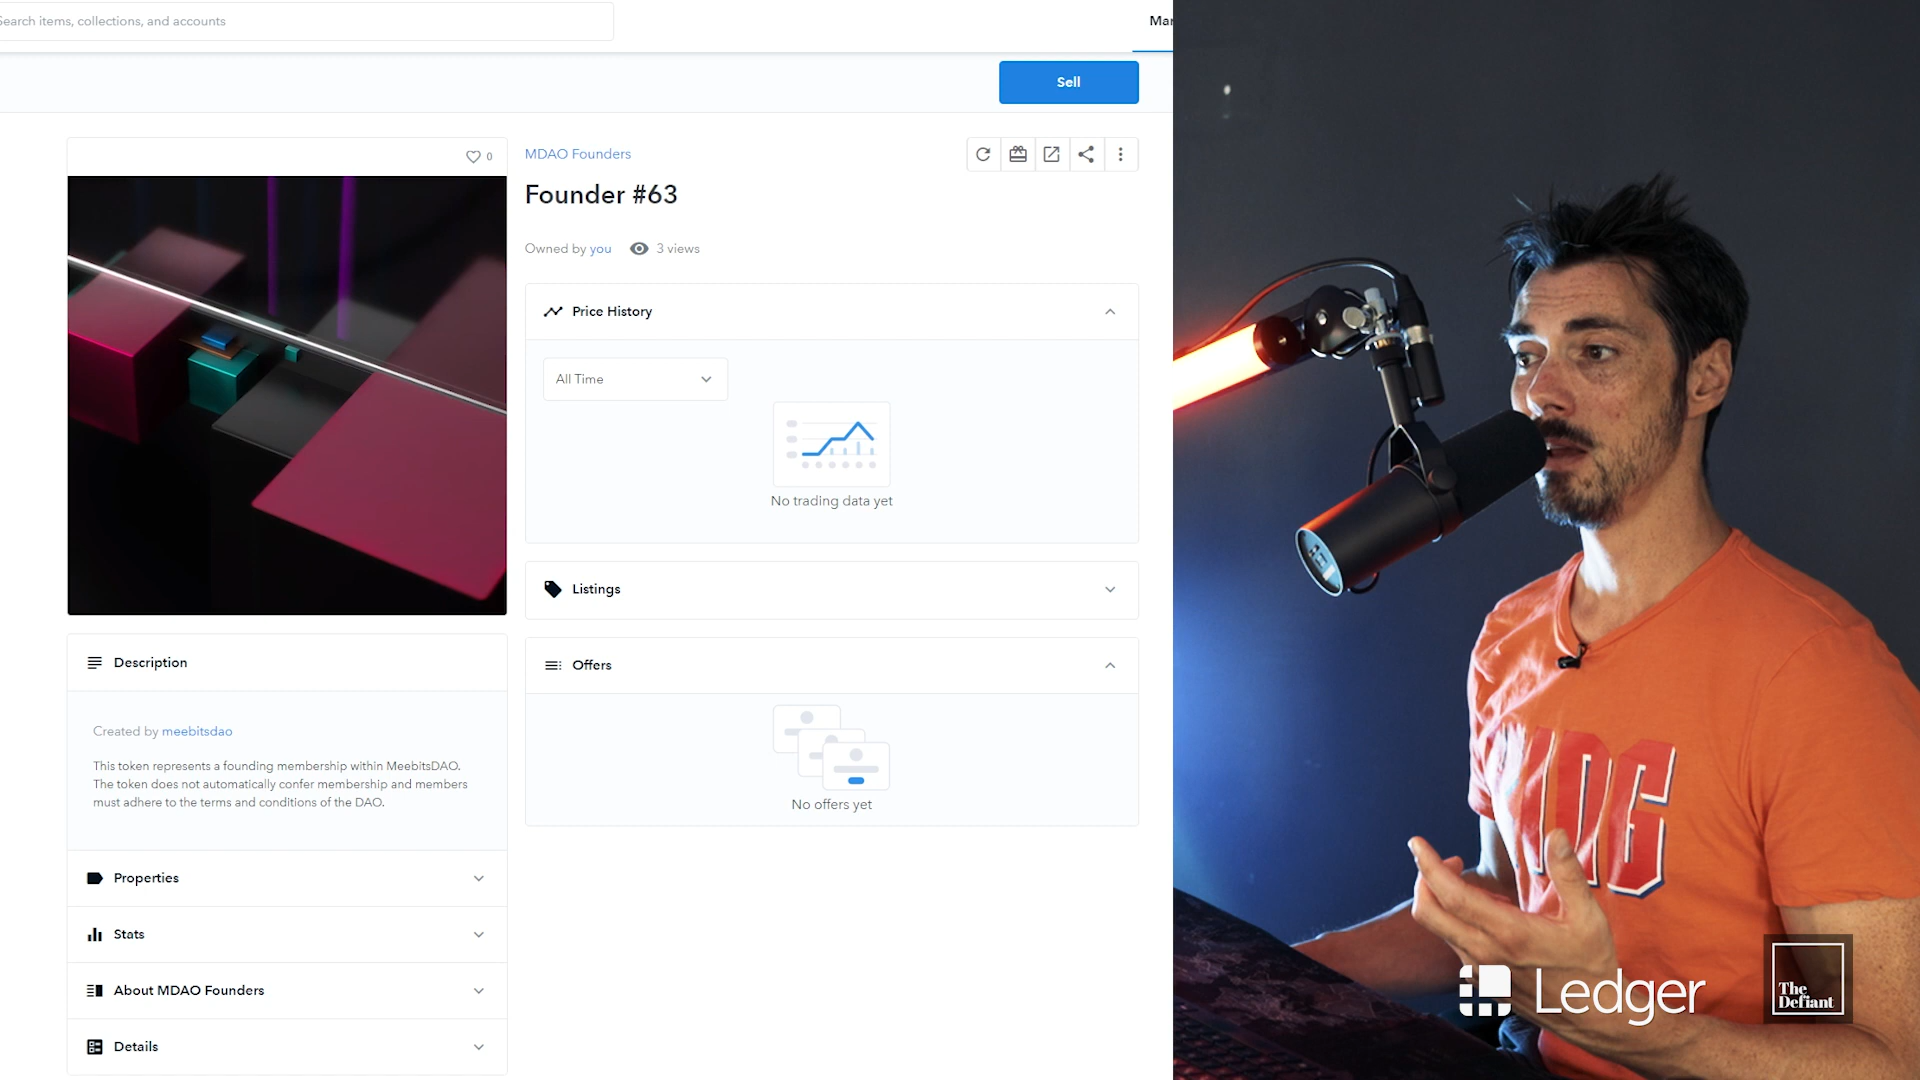 Search items, collections, and accounts
Mar
Sell
0
MDAO Founders
Founder #63
Owned by you
3 views
Price History
All Time
No trading data yet
Listings
Offers
No offers yet
Description
Created by meebitsdao
This token represents a founding membership within MeebitsDAO.
The token does not automatically confer membership and members
must adhere to the terms and conditions of the DAO.
Properties
Stats
About MDAO Founders
Details
Ledger
The
Defiant